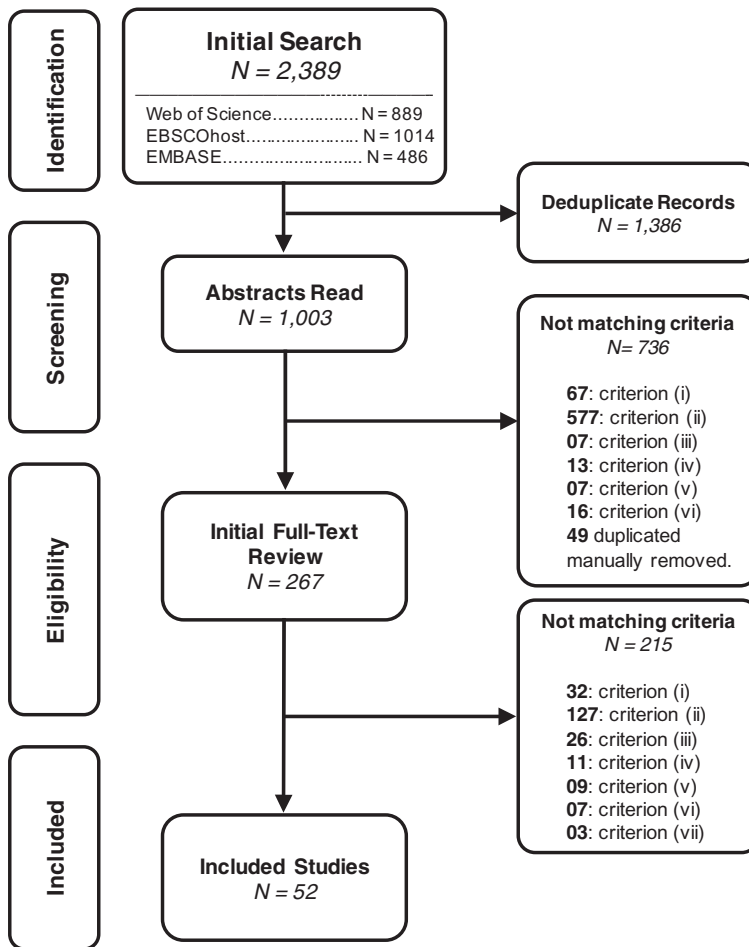 Identification
Initial Search
N = 2,389
Web of Science................. N = 889
EBSCOhost...................... N = 1014
EMBASE............................ N = 486
Deduplicate Records
N = 1,386
Screening
Abstracts Read
N = 1,003
Not matching criteria
N= 736
67: criterion (i)
577: criterion (ii)
07: criterion (iii)
13: criterion (iv)
07: criterion (v)
16: criterion (vi)
49 duplicated
manually removed.
Eligibility
Initial Full-Text
Review
N = 267
Not matching criteria
N = 215
32: criterion (i)
127: criterion (ii)
26: criterion (iii)
11: criterion (iv)
09: criterion (v)
07: criterion (vi)
03: criterion (vii)
Included
Included Studies
N = 52